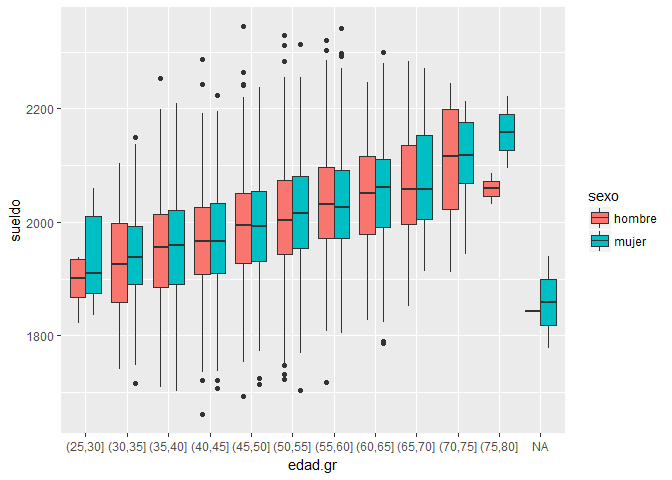 2200
2000
1800
sueldo
(25,30] (30,35] (35,40] (40,45] (45,50] (50,55] (55,60] (60,65] (65,70] (70,75] (75,80] NA
edad.gr
sexo
hombre
mujer